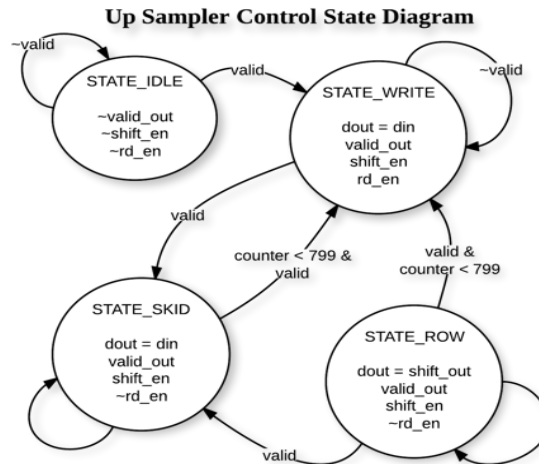 Up Sampler Control State Diagram
~valid
STATE_IDLE
~valid_out
~shift_en
~rd_en
valid
STATE_WRITE
dout = din
valid_out
shift_en
rd_en
~valid
valid
counter < 799 &
valid
valid &
counter < 799
STATE_SKID
dout = din
valid_out
shift_en
~rd_en
STATE_ROW
dout = shift_out
valid_out
shift_en
~rd_en
valid